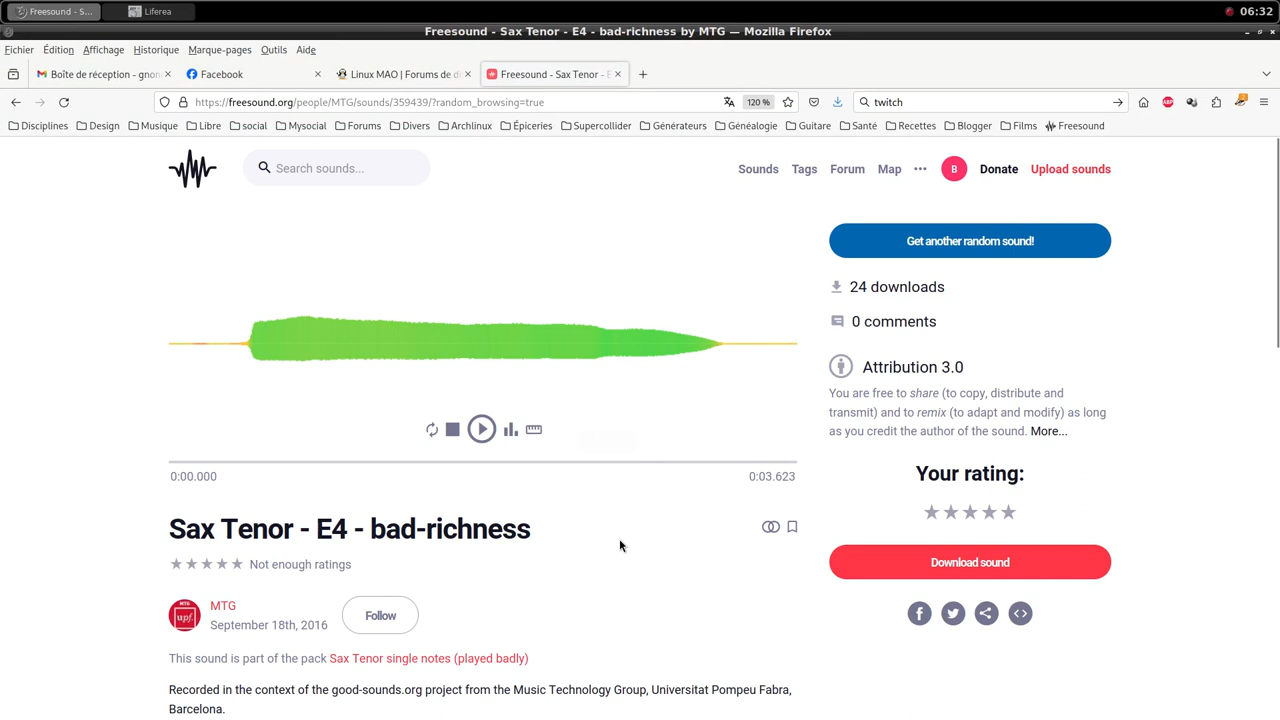 Freesound - S...
Liferea
06:32
Freesound - Sax Tenor - E4 - bad-richness by MTG — Mozilla Firefox
Fichier Édition Affichage Historique Marque-pages Outils Aide
Boîte de réception - gnon
Facebook
Linux MAO | Forums de d
Freesound - Sax Tenor - E
https://freesound.org/people/MTG/sounds/359439/?random_browsing=true
120 %
twitch
ABP
2
Disciplines Design Musique Libre social Mysocial Forums Divers Archlinux Épiceries Supercollider Générateurs Généalogie Guitare Santé Recettes Blogger Films Freesound
Search sounds...
Sounds Tags Forum Map B Donate Upload sounds
Get another random sound!
24 downloads
0 comments
Attribution 3.0
You are free to share (to copy, distribute and
transmit) and to remix (to adapt and modify) as long
as you credit the author of the sound. More...
0:00.000
0:03.623
Your rating:
Download sound
Sax Tenor - E4 - bad-richness
Not enough ratings
MTG
upf.
MTG
September 18th, 2016
Follow
This sound is part of the pack Sax Tenor single notes (played badly)
Recorded in the context of the good-sounds.org project from the Music Technology Group, Universitat Pompeu Fabra,
Barcelona.